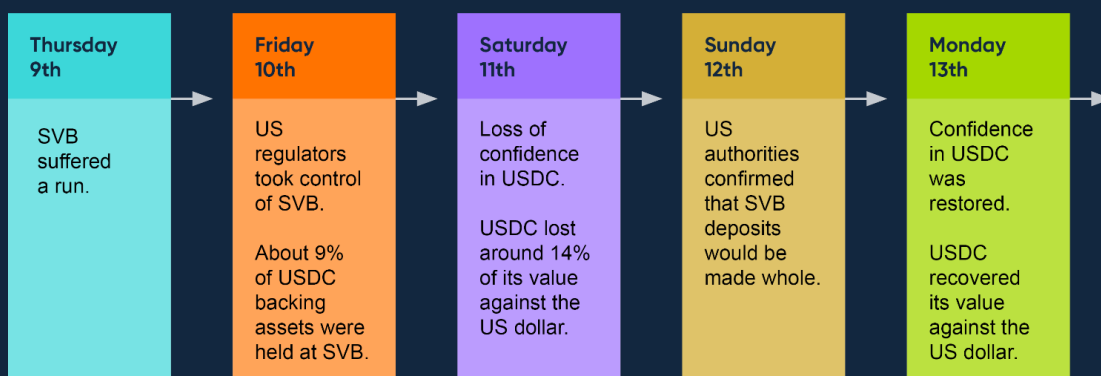 Thursday
9th
SVB
suffered
a run.
Friday
10th
US
regulators
took control
of SVB.
About 9%
of USDC
backing
assets were
held at SVB.
Saturday
11th
Loss of
confidence
in USDC.
USDC lost
around 14%
of its value
against the
US dollar.
Sunday
12th
US
authorities
confirmed
that SVB
deposits
would be
made whole.
Monday
13th
Confidence
in USDC
was
restored.
USDC
recovered
its value
against the
US dollar.